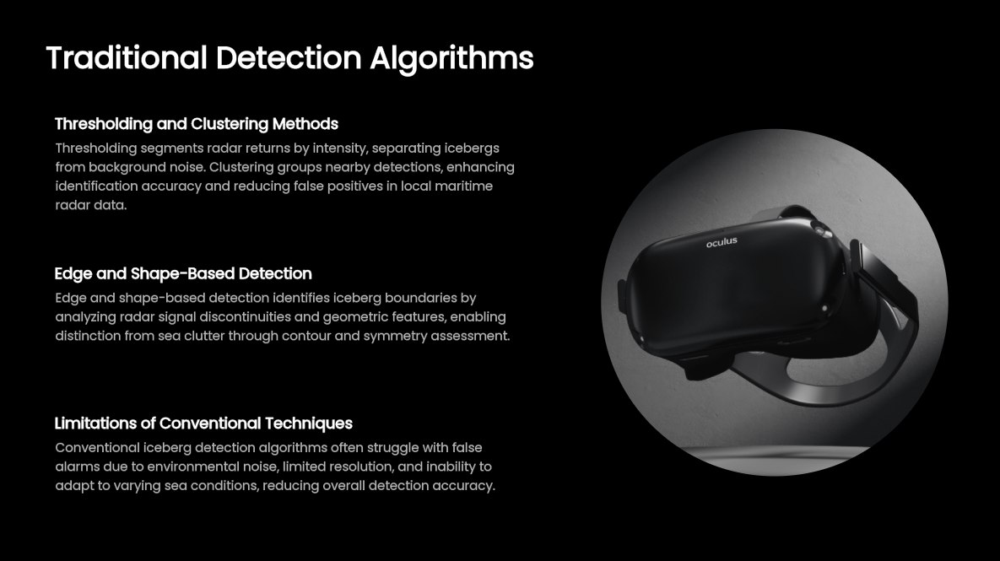 Traditional Detection Algorithms
Thresholding and Clustering Methods
Thresholding segments radar returns by intensity, separating icebergs
from background noise. Clustering groups nearby detections, enhancing
identification accuracy and reducing false positives in local maritime
radar data.
Edge and Shape-Based Detection
Edge and shape-based detection identifies iceberg boundaries by
analyzing radar signal discontinuities and geometric features, enabling
distinction from sea clutter through contour and symmetry assessment.
Limitations of Conventional Techniques
Conventional iceberg detection algorithms often struggle with false
alarms due to environmental noise, limited resolution, and inability to
adapt to varying sea conditions, reducing overall detection accuracy.
oculus